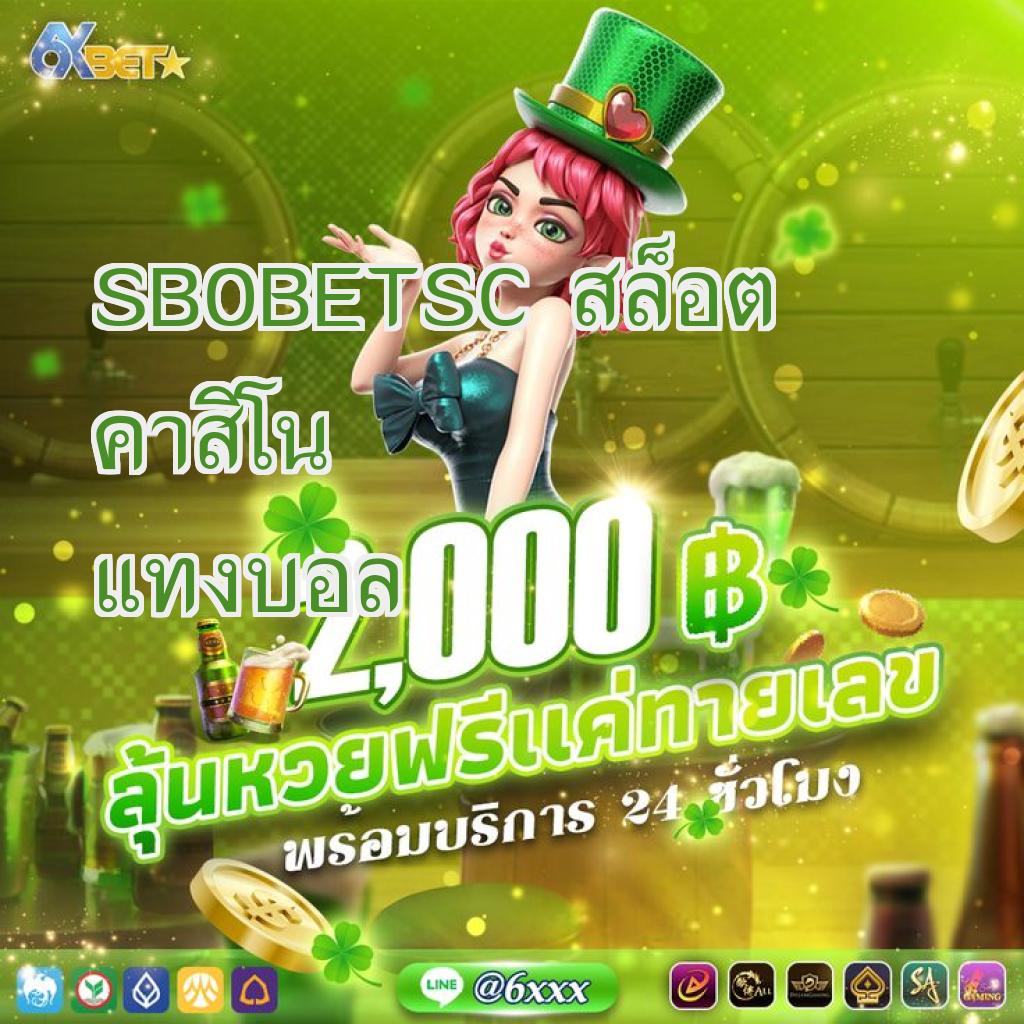 6XBET
SBOBETSC สล็อต
คาสิโน
แทงบอล
2,000 ฿
ลุ้นหวยฟรีแค่ทายเลข
พร้อมบริการ 24 ชั่วโมง
LINE @6xxx
SA
GAMING